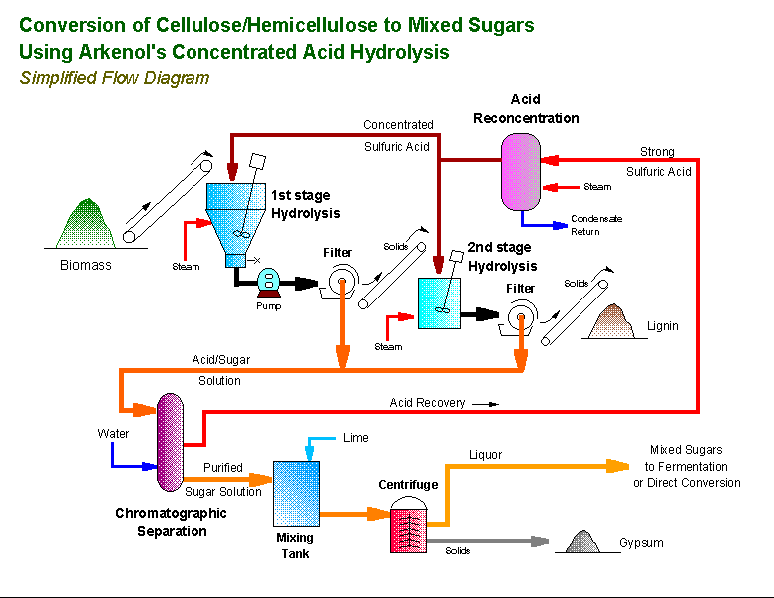 Conversion of Cellulose/Hemicellulose to Mixed Sugars
Using Arkenol's Concentrated Acid Hydrolysis
Simplified Flow Diagram
Acid
Reconcentration
Concentrated
Sulfuric Acid
Strong
Sulfuric Acid
Steam
Condensate
Return
1st stage
Hydrolysis
Biomass
Steam
Pump
Filter
Solids
2nd stage
Hydrolysis
Filter
Solids
Steam
Lignin
Acid/Sugar
Solution
Acid Recovery
Water
Lime
Purified
Sugar Solution
Chromatographic
Separation
Mixing
Tank
Centrifuge
Liquor
Mixed Sugars
to Fermentation
or Direct Conversion
Solids
Gypsum